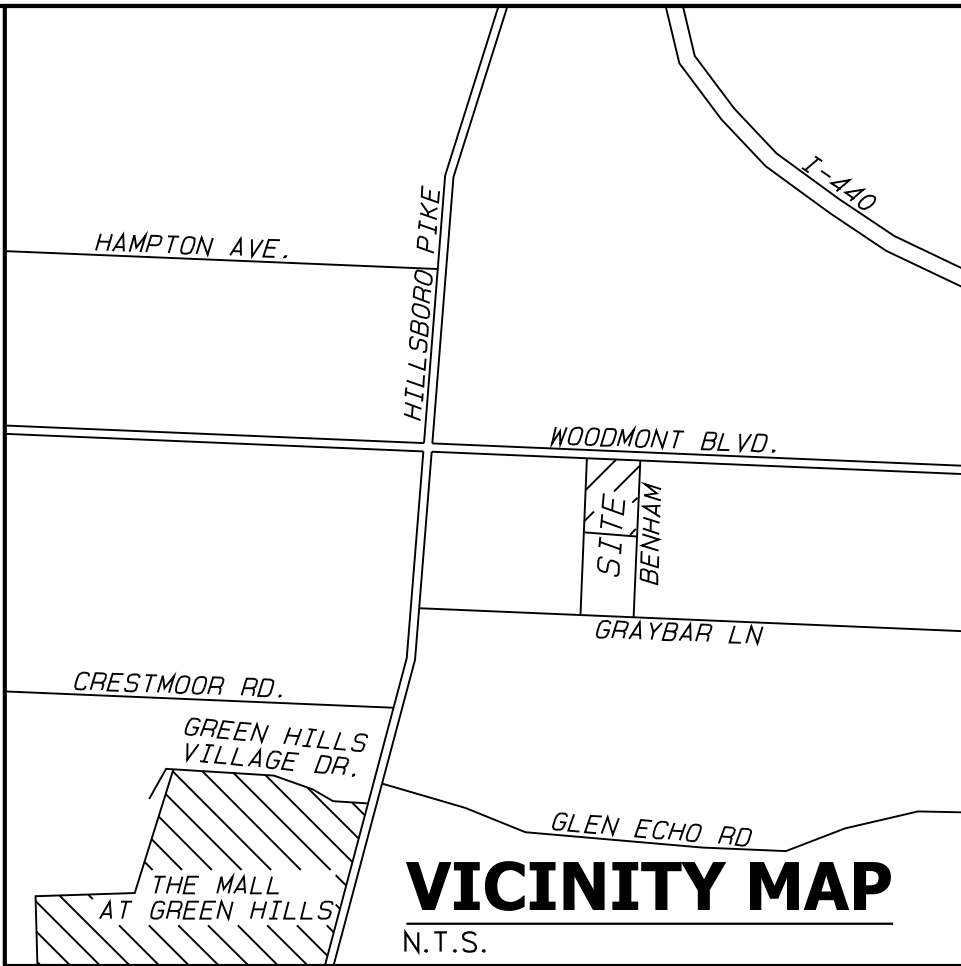 I-440
HAMPTON AVE.
HILLSBORO PIKE
WOODMONT BLVD.
SITE
BENHAM
GRAYBAR LN
CRESTMOOR RD.
GREEN HILLS
VILLAGE DR.
GLEN ECHO RD
THE MALL
AT GREEN HILLS
VICINITY MAP
N.T.S.